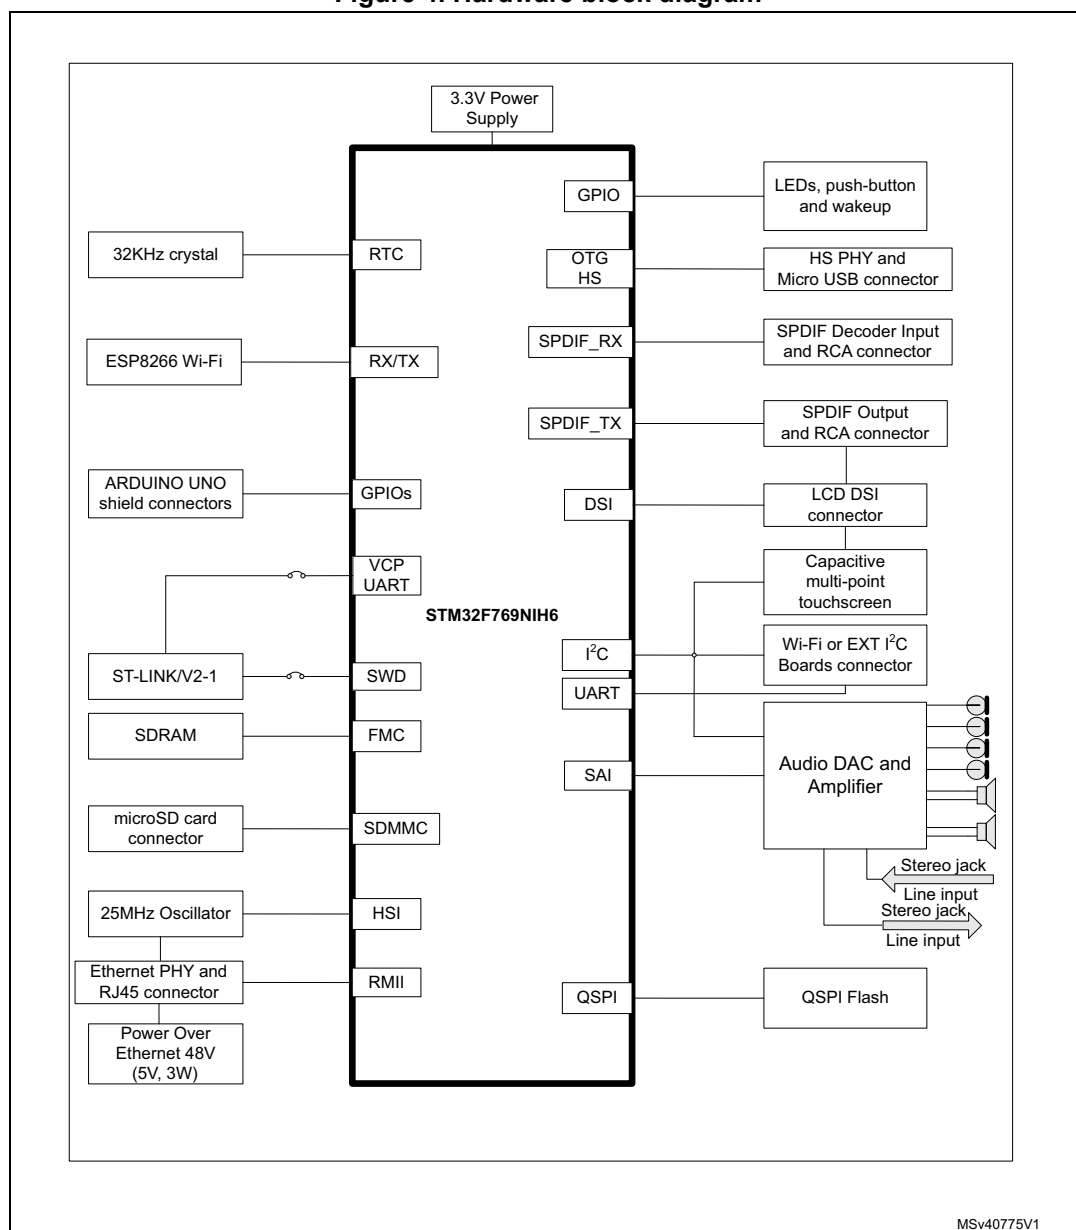 3.3V Power
Supply
GPIO
LEDs, push-button
and wakeup
32KHz crystal
RTC
OTG
HS
HS PHY and
Micro USB connector
ESP8266 Wi-Fi
RX/TX
SPDIF_RX
SPDIF Decoder Input
and RCA connector
SPDIF_TX
SPDIF Output
and RCA connector
ARDUINO UNO
shield connectors
GPIOs
DSI
LCD DSI
connector
VCP
UART
Capacitive
multi-point
touchscreen
STM32F769NIH6
I²C
Wi-Fi or EXT I²C
Boards connector
ST-LINK/V2-1
SWD
UART
SDRAM
FMC
SAI
Audio DAC and
Amplifier
microSD card
connector
SDMMC
Stereo jack
Line input
Stereo jack
Line input
25MHz Oscillator
HSI
Ethernet PHY and
RJ45 connector
RMII
QSPI
QSPI Flash
Power Over
Ethernet 48V
(5V, 3W)
MSv40775V1